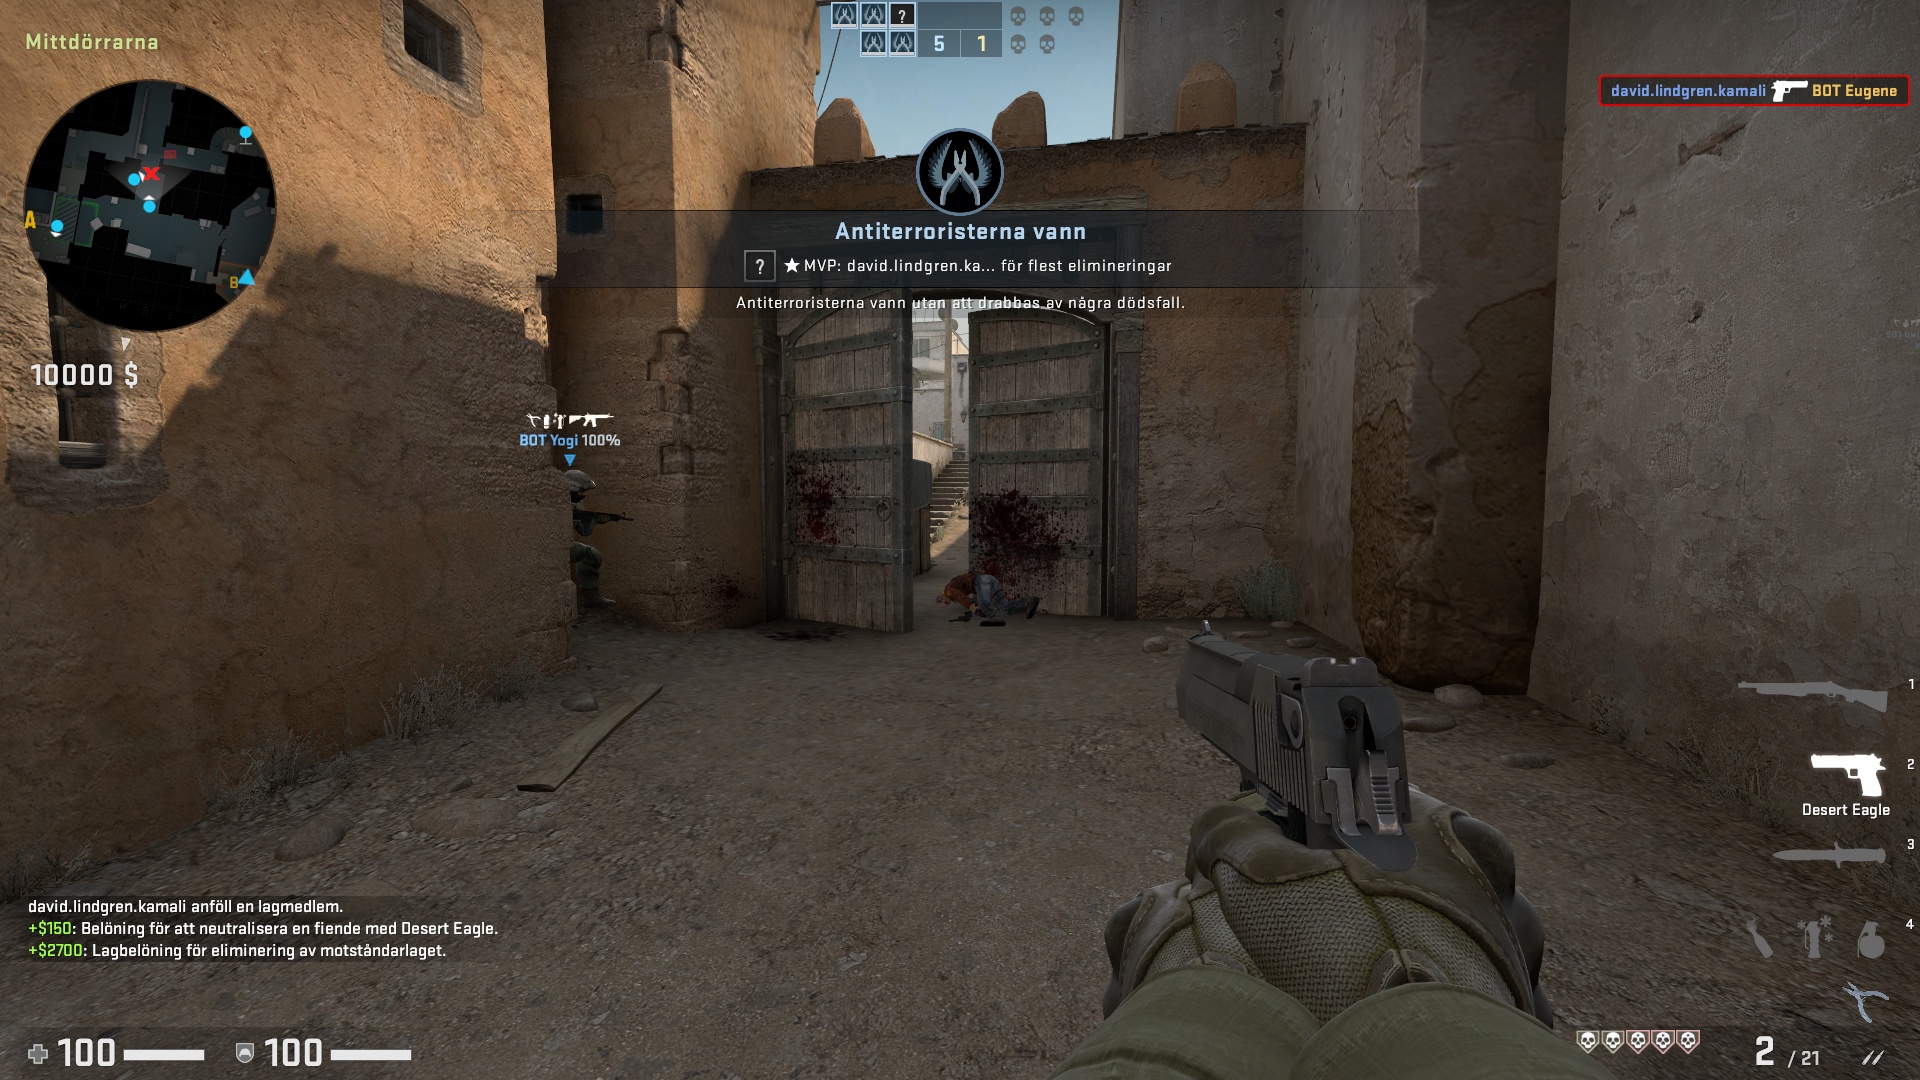 ?
5 1
Mittdörrarna
david.lindgren.kamali BOT Eugene
A
B
Antiterroristerna vann
? ★ MVP: david.lindgren.ka... för flest elimineringar
Antiterroristerna vann utan att drabbas av några dödsfall.
10000 $
BOT Yogi 100%
1
2
Desert Eagle
3
4
david.lindgren.kamali anföll en lagmedlem.
+$150: Belöning för att neutralisera en fiende med Desert Eagle.
+$2700: Lagbelöning för eliminering av motståndarlaget.
100 100
2 / 21